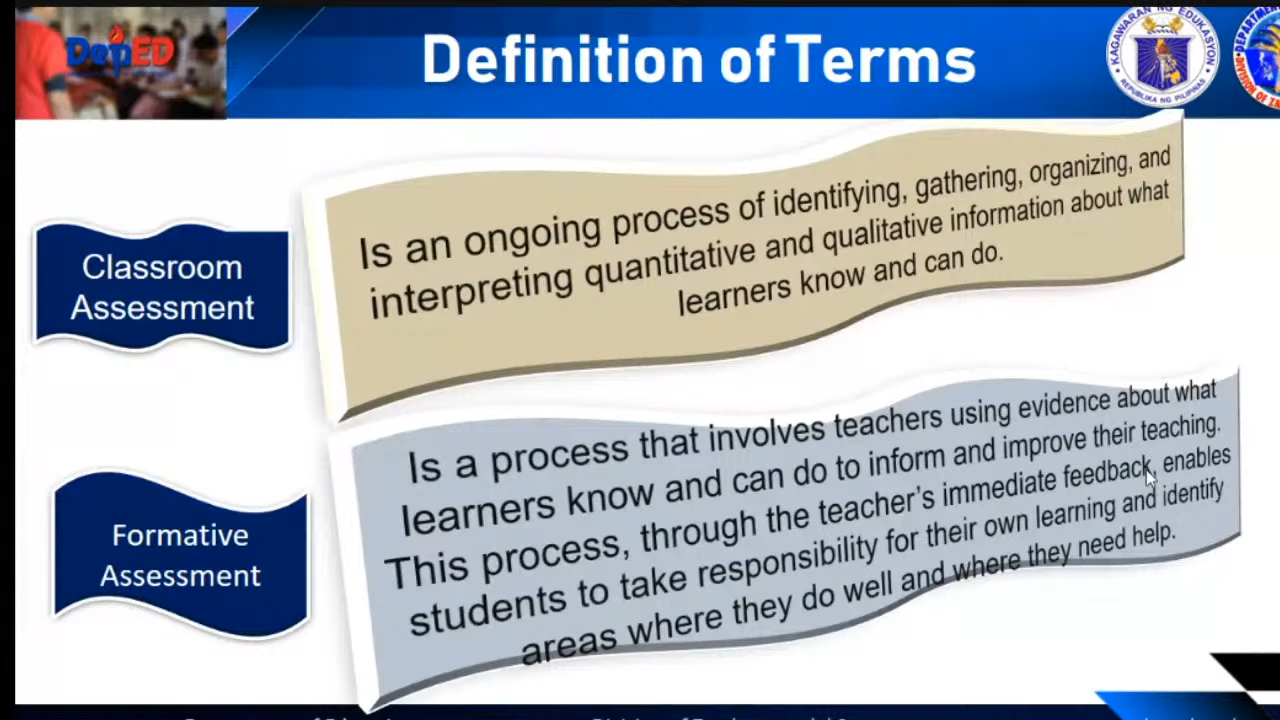 DepED
Definition of Terms
KAGAWARAN NG EDUKASYON
REPUBLIKA NG PILIPINAS
Classroom
Assessment
Is an ongoing process of identifying, gathering, organizing, and
interpreting quantitative and qualitative information about what
learners know and can do.
Formative
Assessment
Is a process that involves teachers using evidence about what
learners know and can do to inform and improve their teaching.
This process, through the teacher’s immediate feedback, enables
students to take responsibility for their own learning and identify
areas where they do well and where they need help.